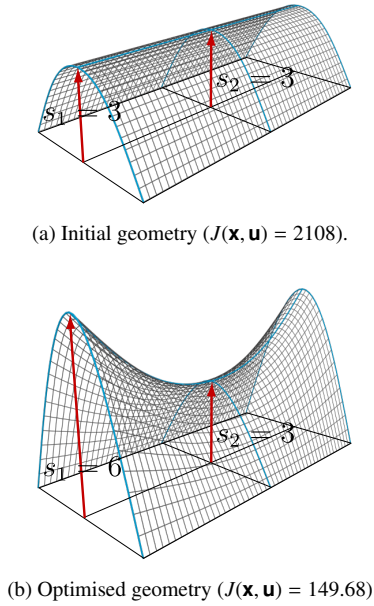 s₁ = 3
s₂ = 3
(a) Initial geometry (J(x, u) = 2108).
s₁ = 6
s₂ = 3
(b) Optimised geometry (J(x, u) = 149.68)